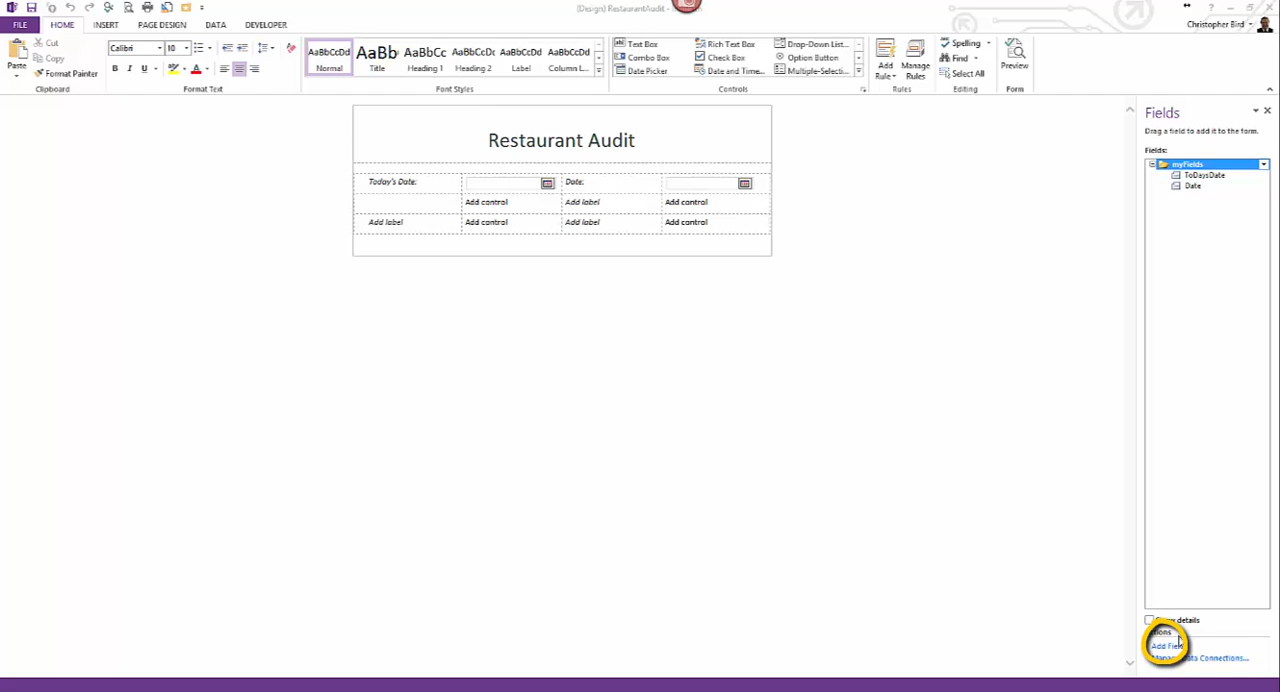 (Design) RestaurantAudit -
FILE HOME INSERT PAGE DESIGN DATA DEVELOPER
Christopher Bird
Paste
Cut
Copy
Format Painter
Clipboard
Calibri 10
B I U A
Format Text
AaBbCcDd Normal
AaBb Title
AaBbCc Heading 1
AaBbCcDc Heading 2
AaBbCcDd Label
AaBbCcDd Column L...
Font Styles
Text Box Rich Text Box Drop-Down List...
Combo Box Check Box Option Button
Date Picker Date and Time... Multiple-Selecti...
Controls
Add Rule
Manage Rules
Rules
Spelling
Find
Select All
Editing
Preview
Form
Restaurant Audit
Today's Date: Date:
Add control Add label Add control
Add label Add control Add label Add control
Fields
Drag a field to add it to the form.
Fields:
myFields
ToDaysDate
Date
details
Add
Data Connections...